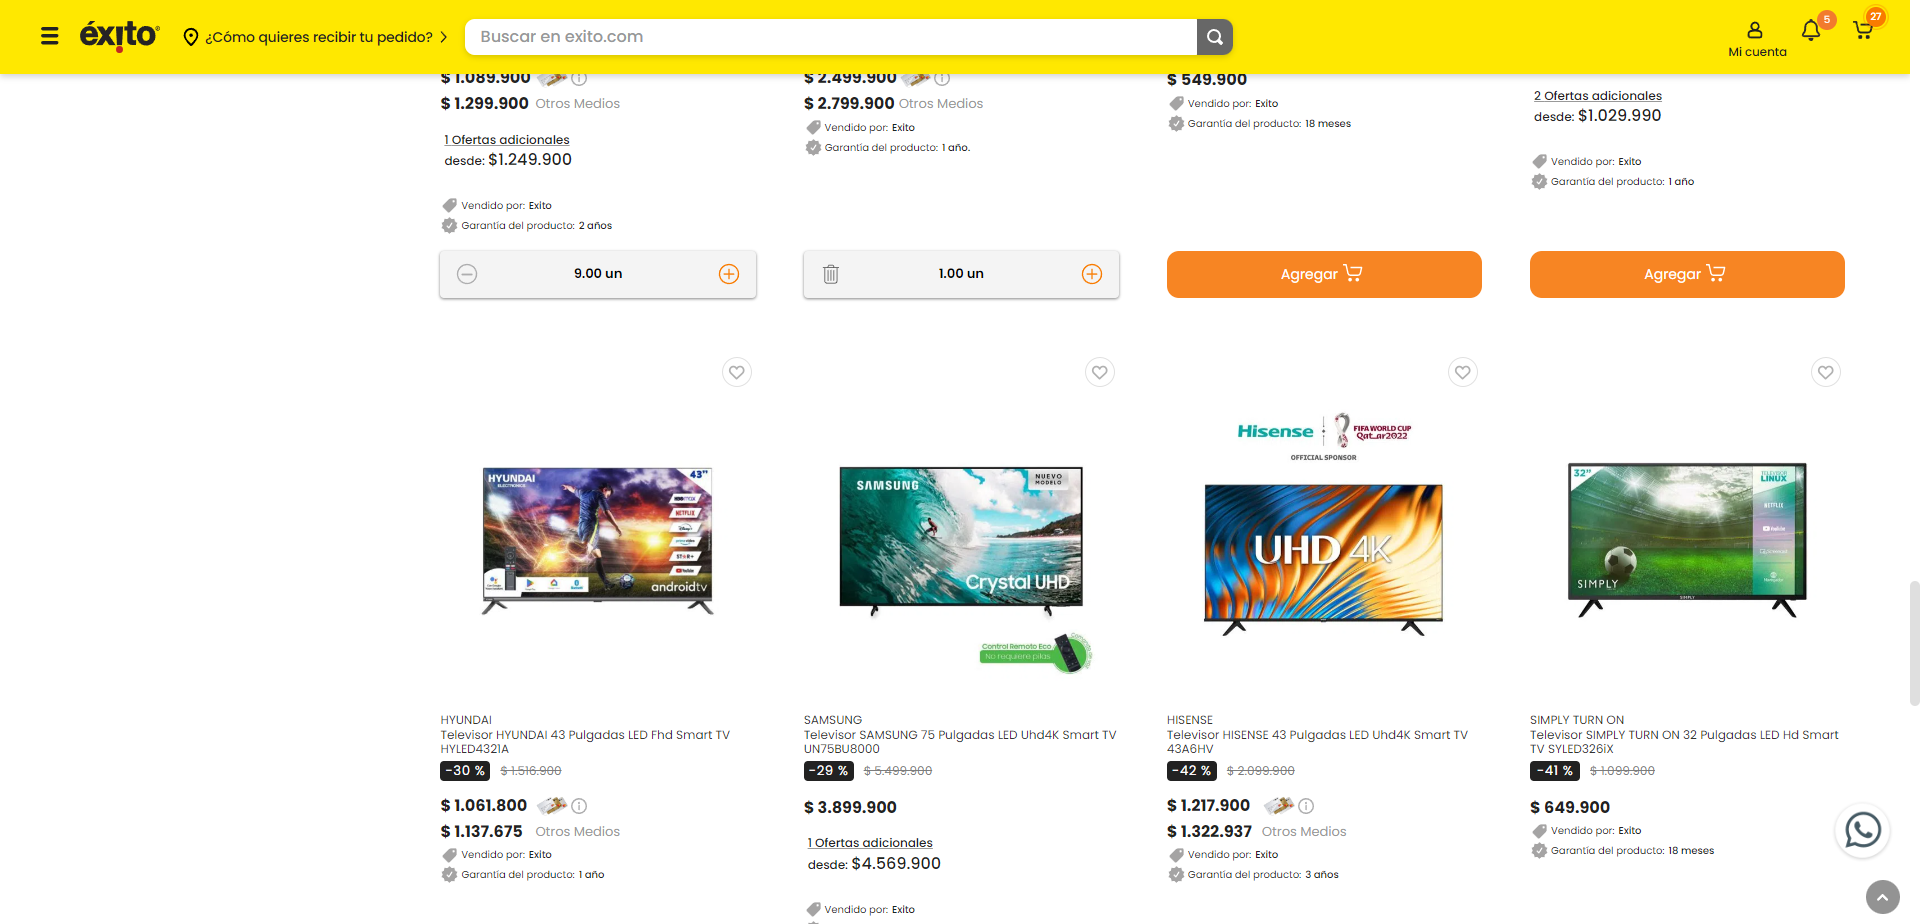 éxito
¿Cómo quieres recibir tu pedido?
Buscar en exito.com
Mi cuenta
5
27
$ 1.089.900
$ 1.299.900 Otros Medios
1 Ofertas adicionales
desde: $1.249.900
Vendido por: Exito
Garantía del producto: 2 años
$ 2.499.900
$ 2.799.900 Otros Medios
Vendido por: Exito
Garantía del producto: 1 año.
$ 549.900
Vendido por: Exito
Garantía del producto: 18 meses
2 Ofertas adicionales
desde: $1.029.990
Vendido por: Exito
Garantía del producto: 1 año
9.00 un
1.00 un
Agregar
Agregar
HYUNDAI
ELECTRONICS
43"
HBOmax
NETFLIX
Disney+
prime video
STAR+
YouTube
androidtv
SAMSUNG
NUEVO
MODELO
Crystal UHD
Control Remoto Eco
No requiere pilas
Hisense
FIFA WORLD CUP
Qatar2022
OFFICIAL SPONSOR
UHD 4K
32"
TELEVISOR
LINUX
NETFLIX
YouTube
SIMPLY
SIMPLY
HYUNDAI
Televisor HYUNDAI 43 Pulgadas LED Fhd Smart TV
HYLED4321A
-30 % $ 1.516.900
$ 1.061.800
$ 1.137.675 Otros Medios
Vendido por: Exito
Garantía del producto: 1 año
SAMSUNG
Televisor SAMSUNG 75 Pulgadas LED Uhd4K Smart TV
UN75BU8000
-29 % $ 5.499.900
$ 3.899.900
1 Ofertas adicionales
desde: $4.569.900
Vendido por: Exito
HISENSE
Televisor HISENSE 43 Pulgadas LED Uhd4K Smart TV
43A6HV
-42 % $ 2.099.900
$ 1.217.900
$ 1.322.937 Otros Medios
Vendido por: Exito
Garantía del producto: 3 años
SIMPLY TURN ON
Televisor SIMPLY TURN ON 32 Pulgadas LED Hd Smart
TV SYLED326iX
-41 % $ 1.099.900
$ 649.900
Vendido por: Exito
Garantía del producto: 18 meses